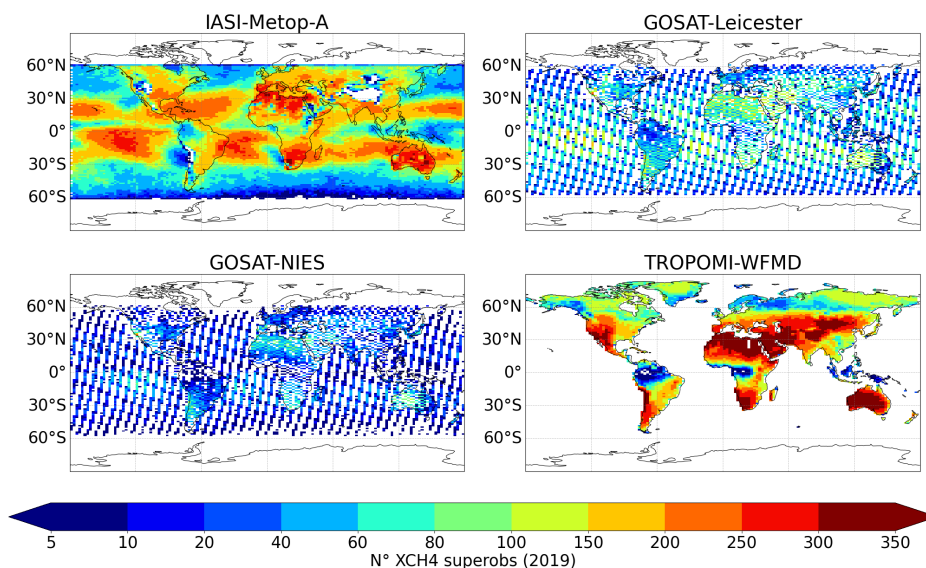 IASI-Metop-A
GOSAT-Leicester
60°N
30°N
0°
30°S
60°S
60°N
30°N
0°
30°S
60°S
GOSAT-NIES
TROPOMI-WFMD
60°N
30°N
0°
30°S
60°S
60°N
30°N
0°
30°S
60°S
5 10 20 40 60 80 100 150 200 250 300 350
N° XCH4 superobs (2019)